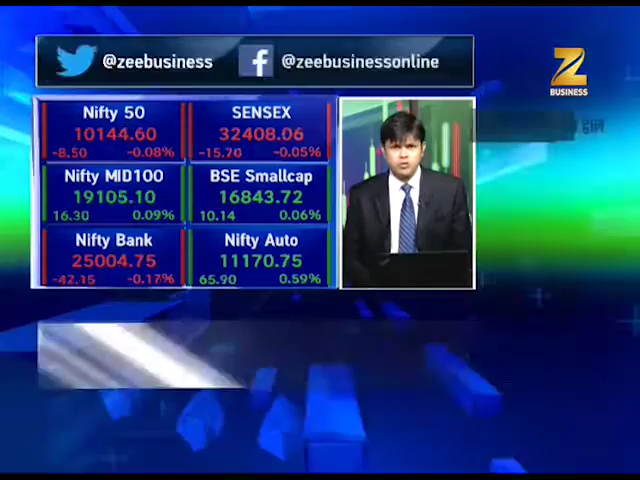 @zeebusiness
@zeebusinessonline
BUSINESS
Nifty 50
10144.60
-8.50 -0.08%
SENSEX
32408.06
-15.70 -0.05%
Nifty MID100
19105.10
16.30 0.09%
BSE Smallcap
16843.72
10.14 0.06%
Nifty Bank
25004.75
-42.15 -0.17%
Nifty Auto
11170.75
65.90 0.59%